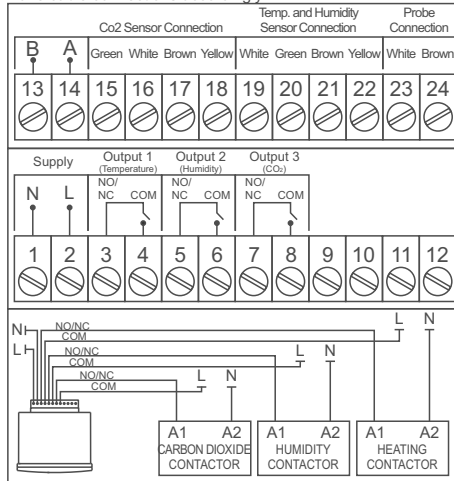 Co2 Sensor Connection
Temp. and Humidity
Sensor Connection
Probe
Connection
B A Green White Brown Yellow White Green Brown Yellow White Brown
13 14 15 16 17 18 19 20 21 22 23 24
Supply
Output 1
(Temperature)
Output 2
(Humidity)
Output 3
(CO2)
N L
NO/
NC COM
NO/
NC COM
NO/
NC COM
1 2 3 4 5 6 7 8 9 10 11 12
N
L
NO/NC
COM
NO/NC
COM
NO/NC
COM
L N
L N
L N
A1 A2
CARBON DIOXIDE
CONTACTOR
A1 A2
HUMIDITY
CONTACTOR
A1 A2
HEATING
CONTACTOR